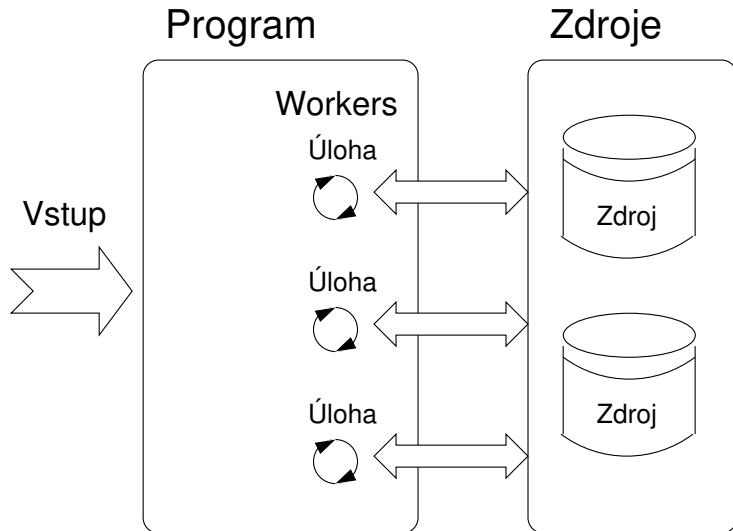 Program
Zdroje
Workers
Úloha
Vstup
Zdroj
Úloha
Úloha
Zdroj